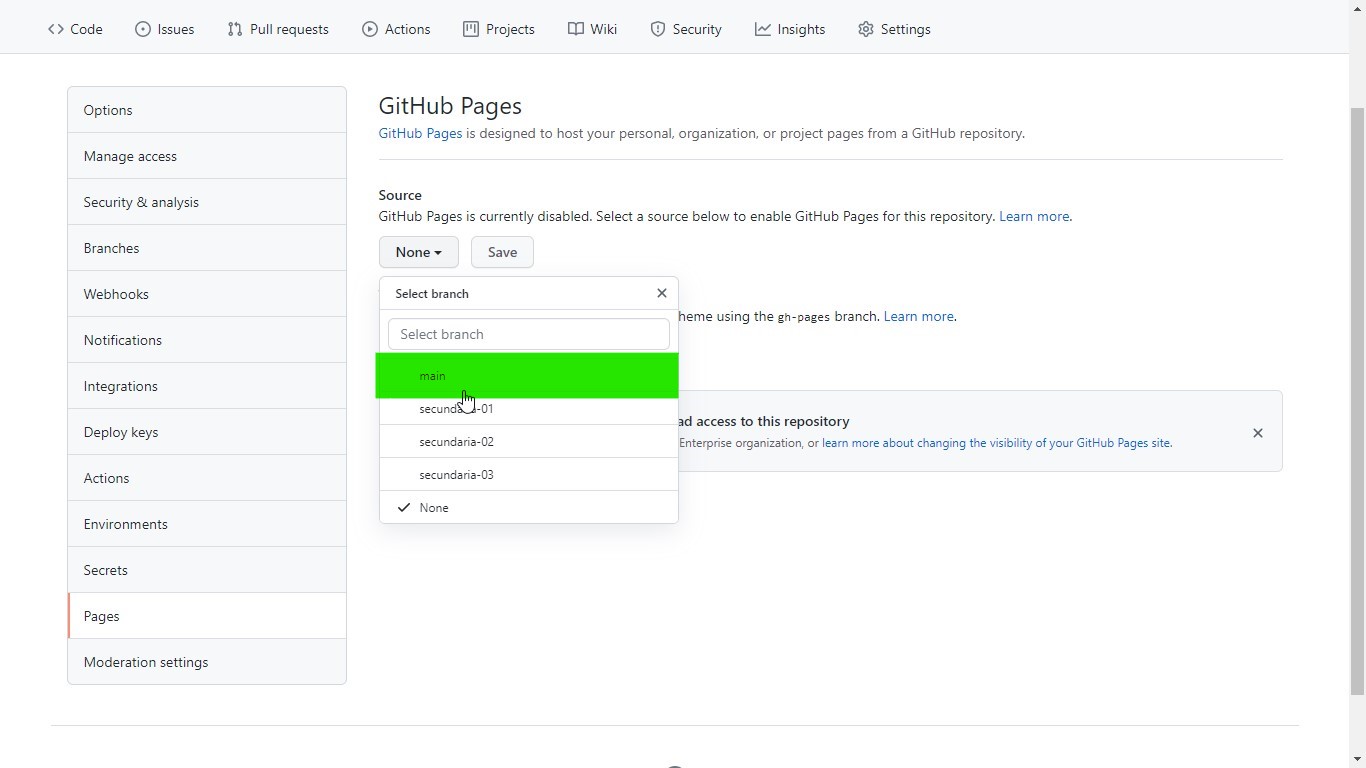 Code Issues Pull requests Actions Projects Wiki Security Insights Settings
Options
Manage access
Security & analysis
Branches
Webhooks
Notifications
Integrations
Deploy keys
Actions
Environments
Secrets
Pages
Moderation settings
GitHub Pages
GitHub Pages is designed to host your personal, organization, or project pages from a GitHub repository.
Source
GitHub Pages is currently disabled. Select a source below to enable GitHub Pages for this repository. Learn more.
None Save
Select branch
Select branch
main
secundaria-01
secundaria-02
secundaria-03
None
heme using the gh-pages branch. Learn more.
ad access to this repository
Enterprise organization, or learn more about changing the visibility of your GitHub Pages site.